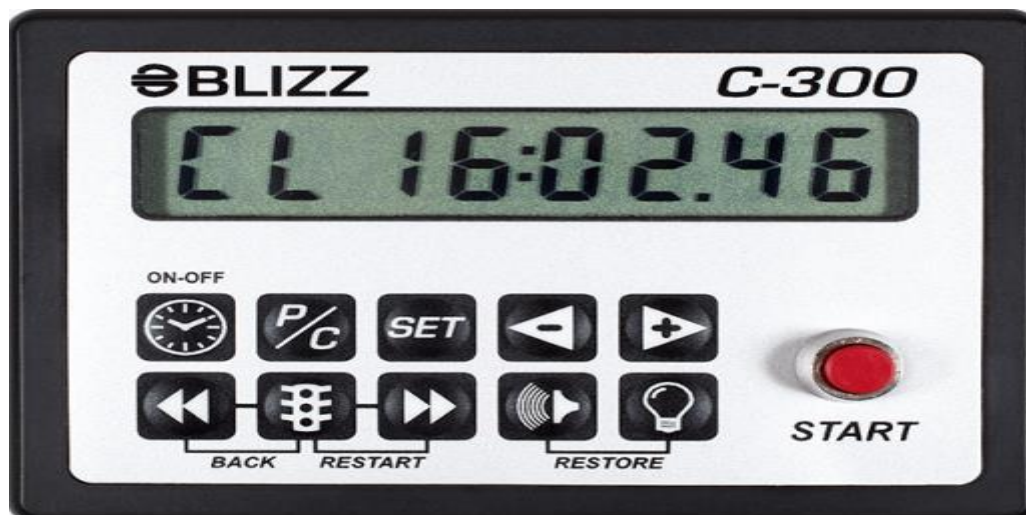 BLIZZ C-300
CL 16:02.46
ON-OFF
P/C SET - +
BACK RESTART RESTORE START